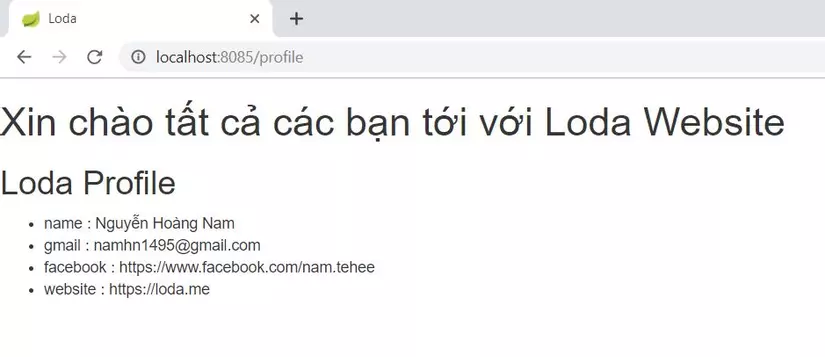 Loda
localhost:8085/profile
Xin chào tất cả các bạn tới với Loda Website
Loda Profile
name : Nguyễn Hoàng Nam
gmail : namhn1495@gmail.com
facebook : https://www.facebook.com/nam.tehee
website : https://loda.me